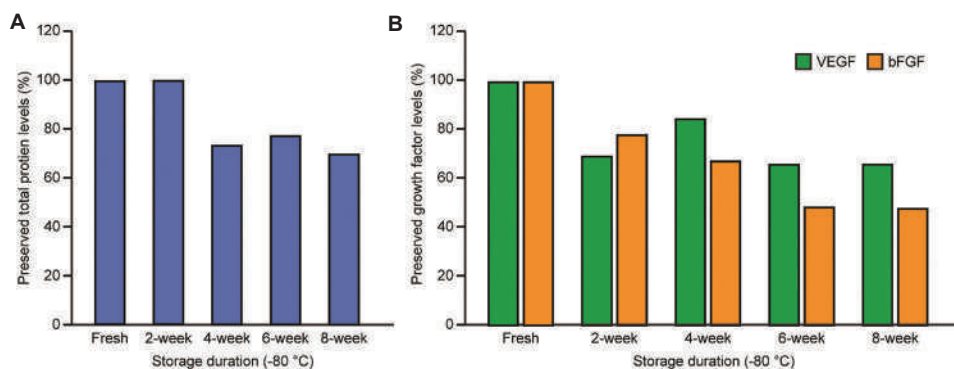 A
Preserved total protien levels (%)
120
100
80
60
40
20
0
Fresh 2-week 4-week 6-week 8-week
Storage duration (-80 °C)
B
VEGF bFGF
Preserved growth factor levels (%)
120
100
80
60
40
20
0
Fresh 2-week 4-week 6-week 8-week
Storage duration (-80 °C)